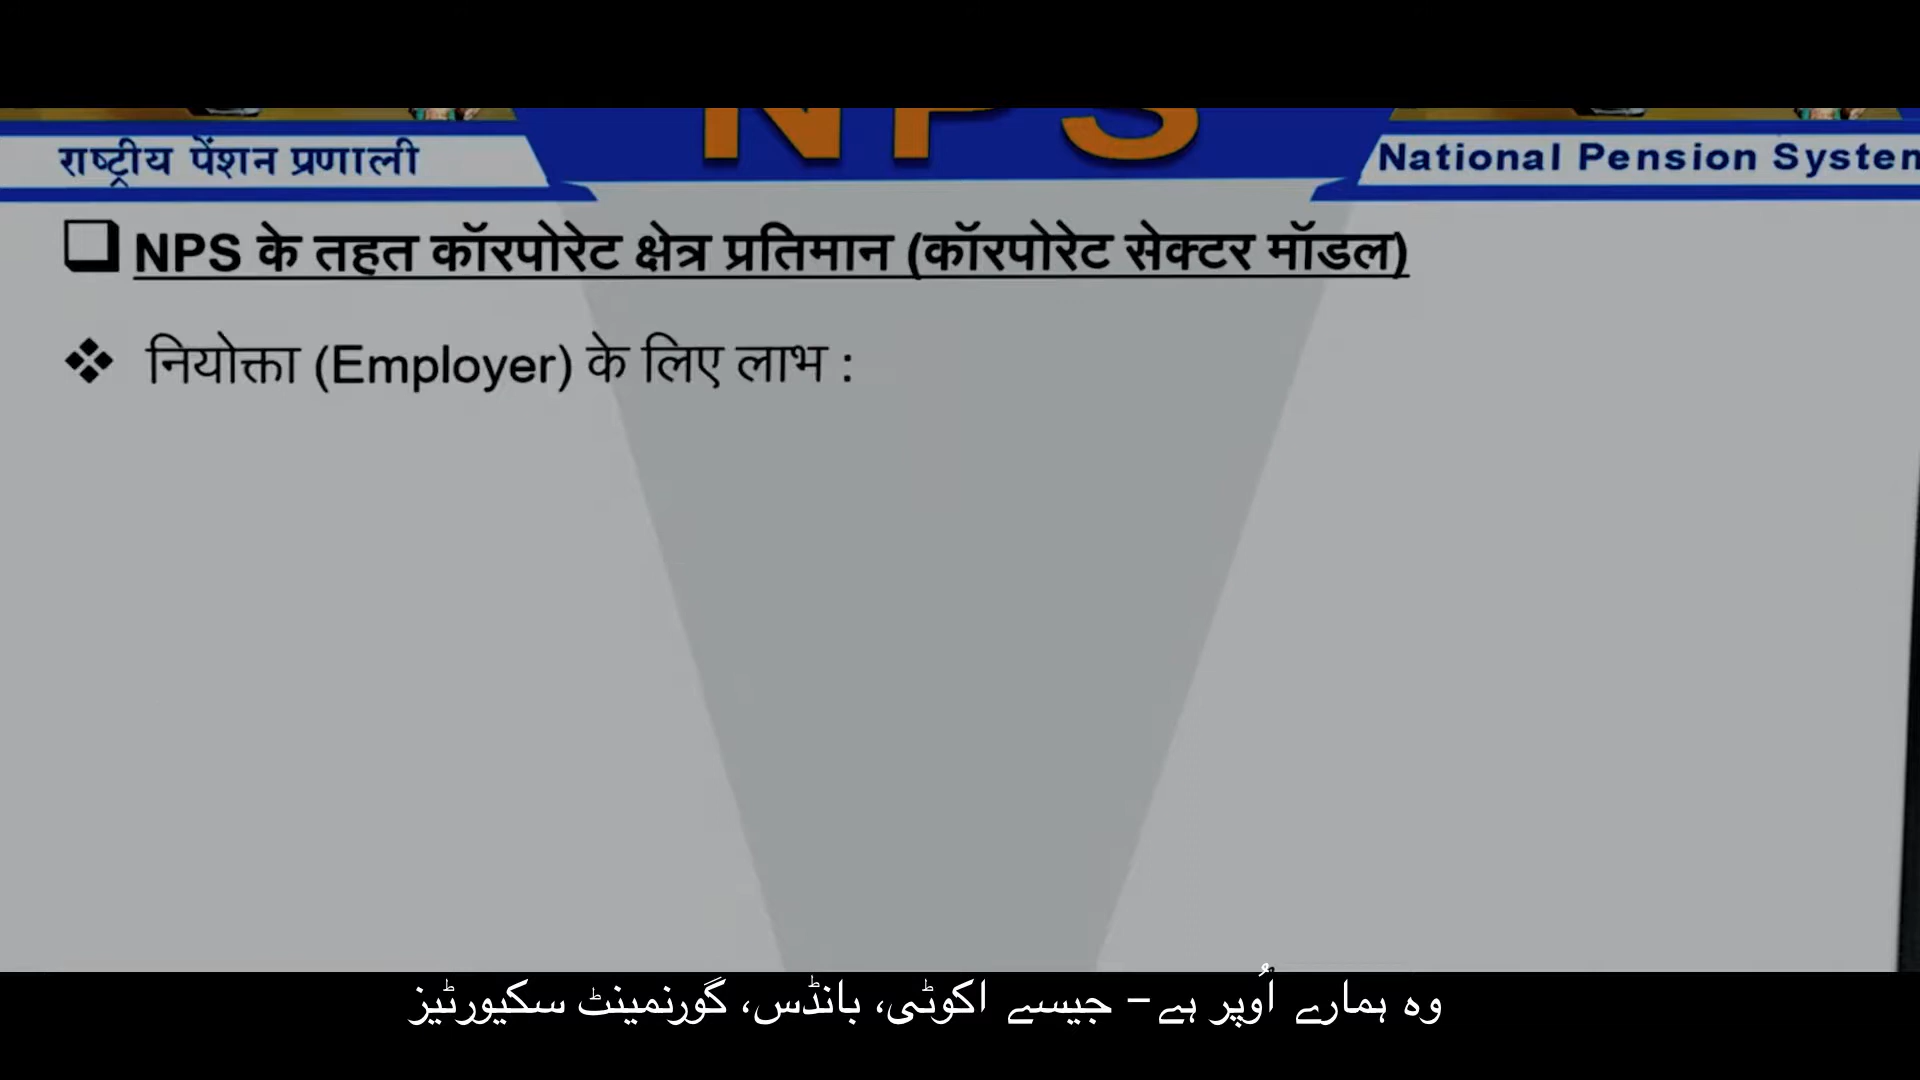 NPS
राष्ट्रीय पेंशन प्रणाली
National Pension System
NPS के तहत कॉरपोरेट क्षेत्र प्रतिमान (कॉरपोरेट सेक्टर मॉडल)
नियोक्ता (Employer) के लिए लाभ :
وہ ہمارے اُوپر ہے– جیسے اکوٹی، بانڈس، گورنمینٹ سکیورٹیز